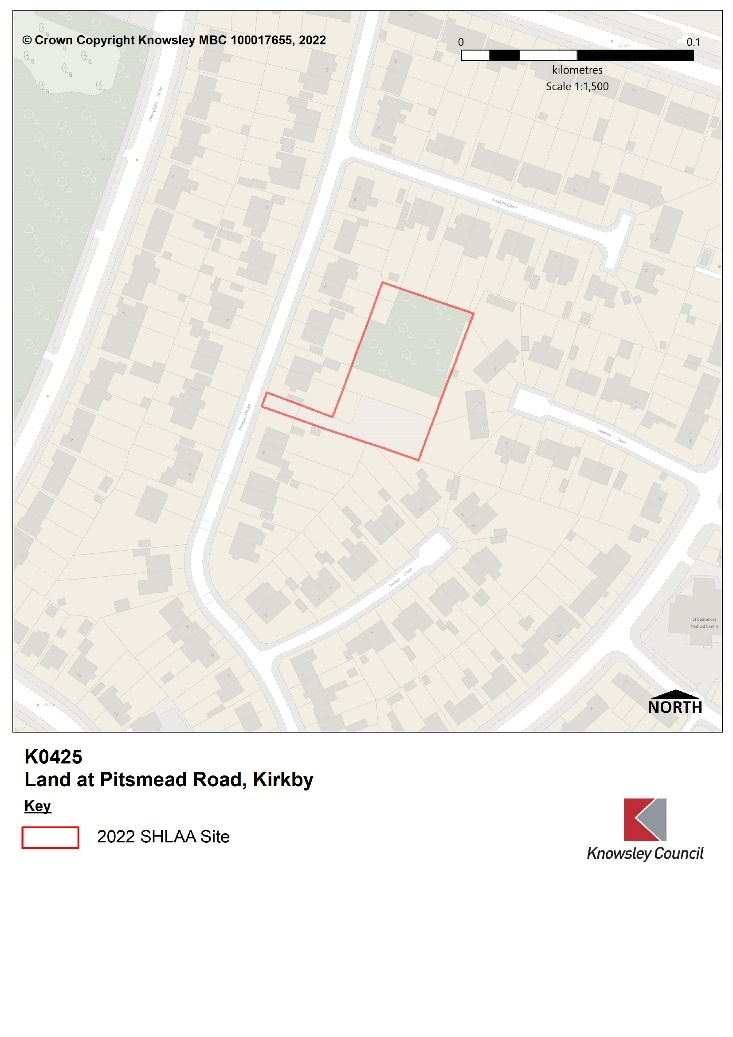 © Crown Copyright Knowsley MBC 100017655, 2022
0 0.1
kilometres
Scale 1:1,500
NORTH
K0425
Land at Pitsmead Road, Kirkby
Key
2022 SHLAA Site
Knowsley Council